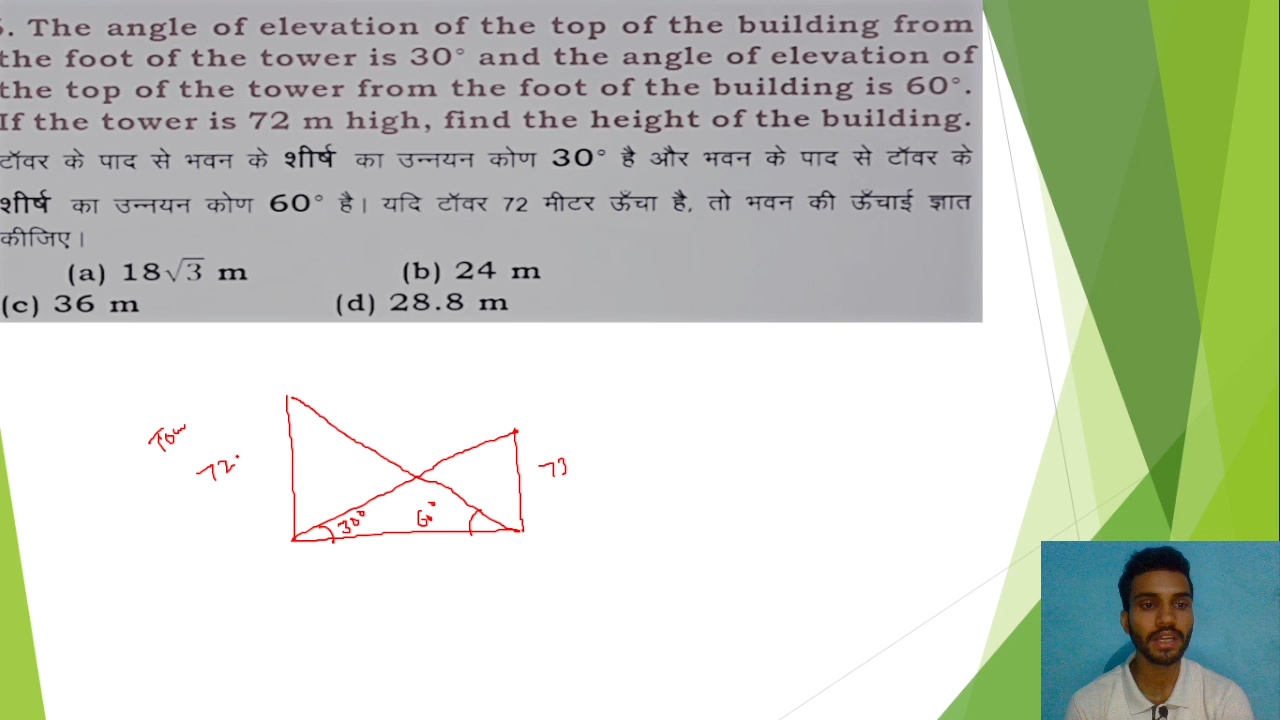 . The angle of elevation of the top of the building from
the foot of the tower is 30° and the angle of elevation of
the top of the tower from the foot of the building is 60°.
If the tower is 72 m high, find the height of the building.
टॉवर के पाद से भवन के शीर्ष का उन्नयन कोण 30° है और भवन के पाद से टॉवर के
शीर्ष का उन्नयन कोण 60° है। यदि टॉवर 72 मीटर ऊँचा है, तो भवन की ऊँचाई ज्ञात
कीजिए।
(a) 18√3 m (b) 24 m
(c) 36 m (d) 28.8 m
72
30° 60°